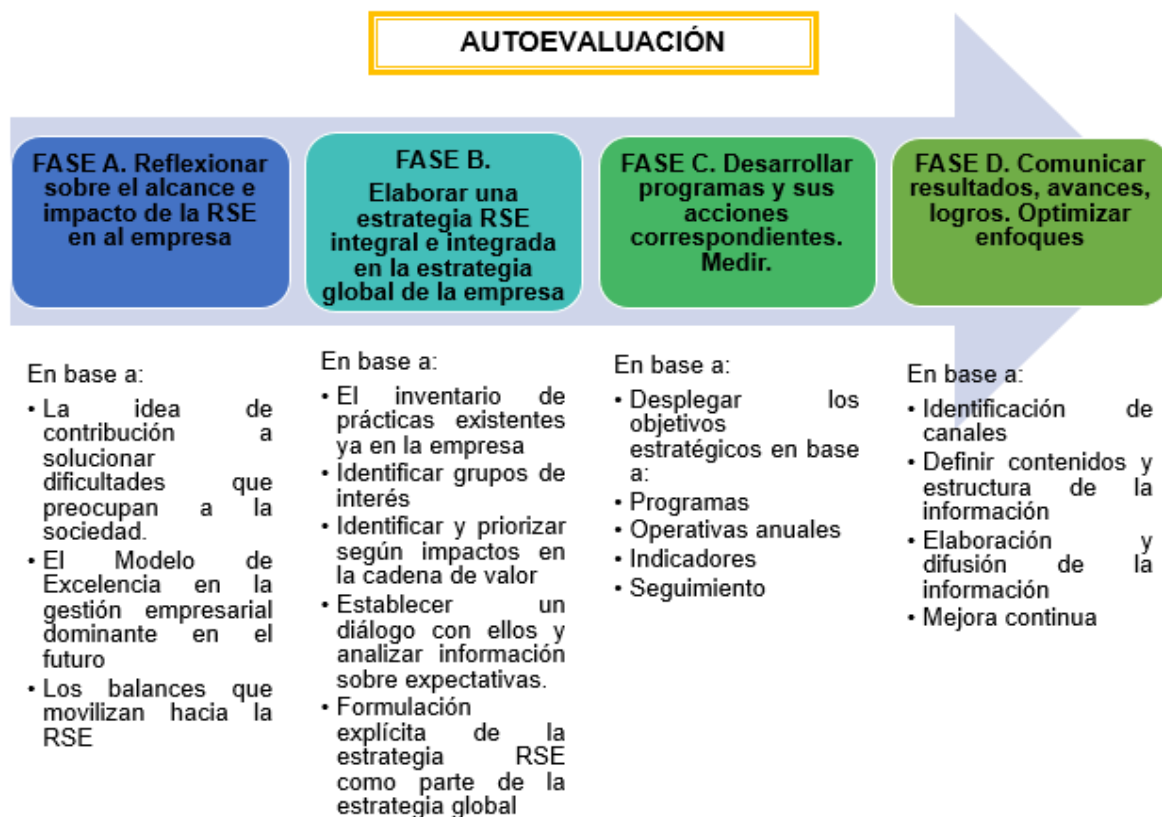 AUTOEVALUACIÓN
FASE A. Reflexionar
sobre el alcance e
impacto de la RSE
en al empresa
FASE B.
Elaborar una
estrategia RSE
integral e integrada
en la estrategia
global de la empresa
FASE C. Desarrollar
programas y sus
acciones
correspondientes.
Medir.
FASE D. Comunicar
resultados, avances,
logros. Optimizar
enfoques
En base a:
• La idea de
contribución a
solucionar
dificultades que
preocupan a la
sociedad.
• El Modelo de
Excelencia en la
gestión empresarial
dominante en el
futuro
• Los balances que
movilizan hacia la
RSE
En base a:
• El inventario de
prácticas existentes
ya en la empresa
• Identificar grupos de
interés
• Identificar y priorizar
según impactos en
la cadena de valor
• Establecer un
diálogo con ellos y
analizar información
sobre expectativas.
• Formulación
explícita de la
estrategia RSE
como parte de la
estrategia global
En base a:
• Desplegar los
objetivos
estratégicos en base
a:
• Programas
• Operativas anuales
• Indicadores
• Seguimiento
En base a:
• Identificación de
canales
• Definir contenidos y
estructura de la
información
• Elaboración y
difusión de la
información
• Mejora continua